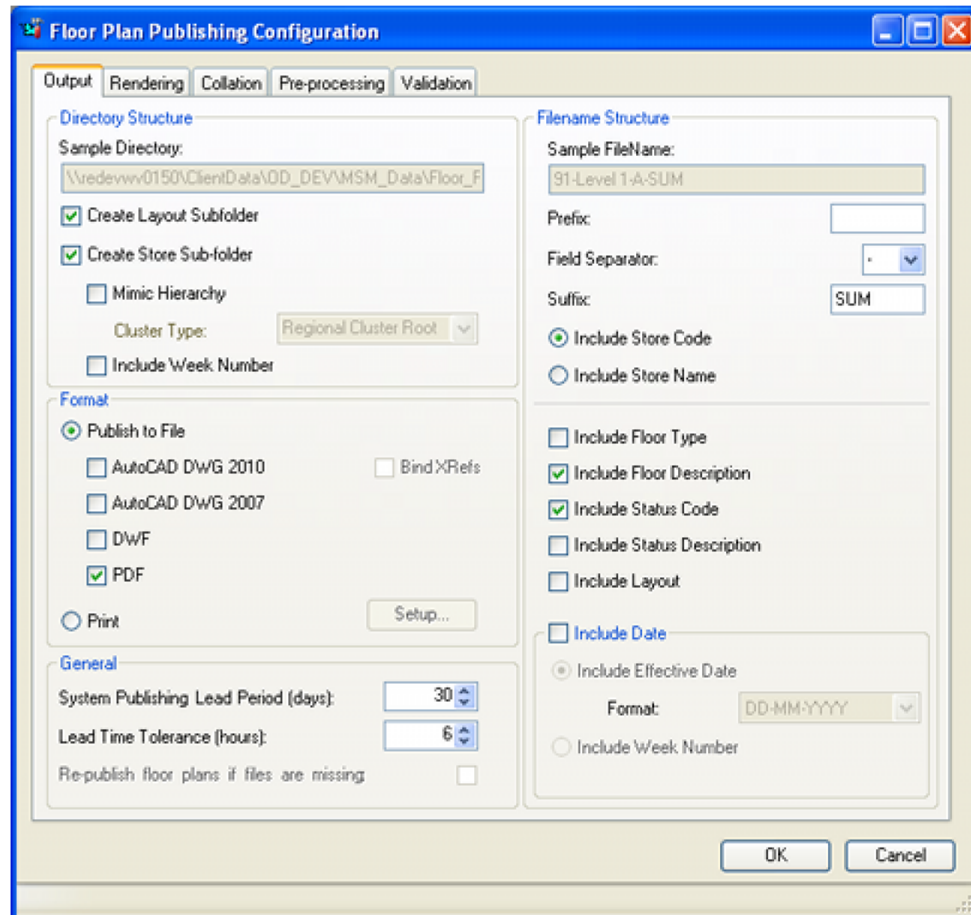 Floor Plan Publishing Configuration
Output Rendering Collation Pre-processing Validation
Directory Structure
Sample Directory:
\\redevwv0150\ClientData\OD_DEV\MSM_Data\Floor_F
Create Layout Subfolder
Create Store Sub-folder
Mimic Hierarchy
Cluster Type: Regional Cluster Root
Include Week Number
Format
Publish to File
AutoCAD DWG 2010 Bind XRefs
AutoCAD DWG 2007
DWF
PDF
Print Setup...
General
System Publishing Lead Period (days): 30
Lead Time Tolerance (hours): 6
Re-publish floor plans if files are missing
Filename Structure
Sample FileName:
91-Level 1-A-SUM
Prefix:
Field Separator: -
Suffix: SUM
Include Store Code
Include Store Name
Include Floor Type
Include Floor Description
Include Status Code
Include Status Description
Include Layout
Include Date
Include Effective Date
Format: DD-MM-YYYY
Include Week Number
OK Cancel